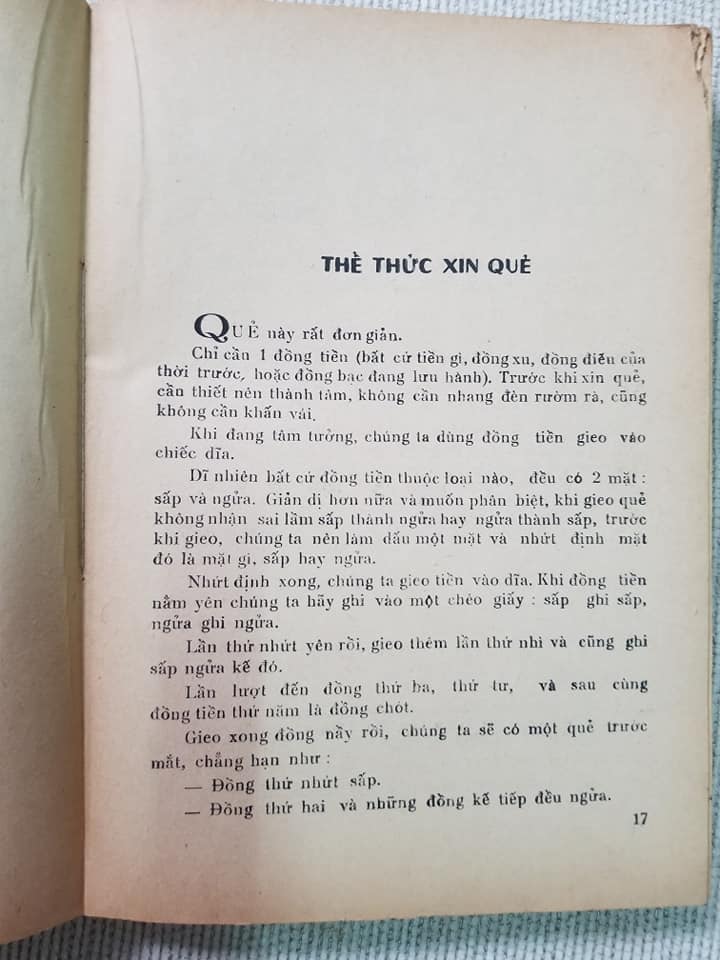 THỂ THỨC XIN QUẺ
QUẺ này rất đơn giản.
Chỉ cần 1 đồng tiền (bất cứ tiền gì, đồng xu, đồng điếu của
thời trước, hoặc đồng bạc đang lưu hành). Trước khi xin quẻ,
cần thiết nên thành tâm, không cần nhang đèn rườm rà, cũng
không cần khấn vái.
Khi đang tâm tưởng, chúng ta dùng đồng tiền gieo vào
chiếc dĩa.
Dĩ nhiên bất cứ đồng tiền thuộc loại nào, đều có 2 mặt :
sấp và ngửa. Giản dị hơn nữa và muốn phân biệt, khi gieo quẻ
không nhận sai lầm sấp thành ngửa hay ngửa thành sấp, trước
khi gieo, chúng ta nên làm dấu một mặt và nhứt định mặt
đó là mặt gì, sấp hay ngửa.
Nhứt định xong, chúng ta gieo tiền vào dĩa. Khi đồng tiền
nằm yên chúng ta hãy ghi vào một chéo giấy : sấp ghi sấp,
ngửa ghi ngửa.
Lần thứ nhứt yên rồi, gieo thêm lần thứ nhì và cũng ghi
sấp ngửa kế đó.
Lần lượt đến đồng thứ ba, thứ tư, và sau cùng
đồng tiền thứ năm là đồng chót.
Gieo xong đồng nầy rồi, chúng ta sẽ có một quẻ trước
mắt, chẳng hạn như :
— Đồng thứ nhứt sấp.
— Đồng thứ hai và những đồng kế tiếp đều ngửa.
17